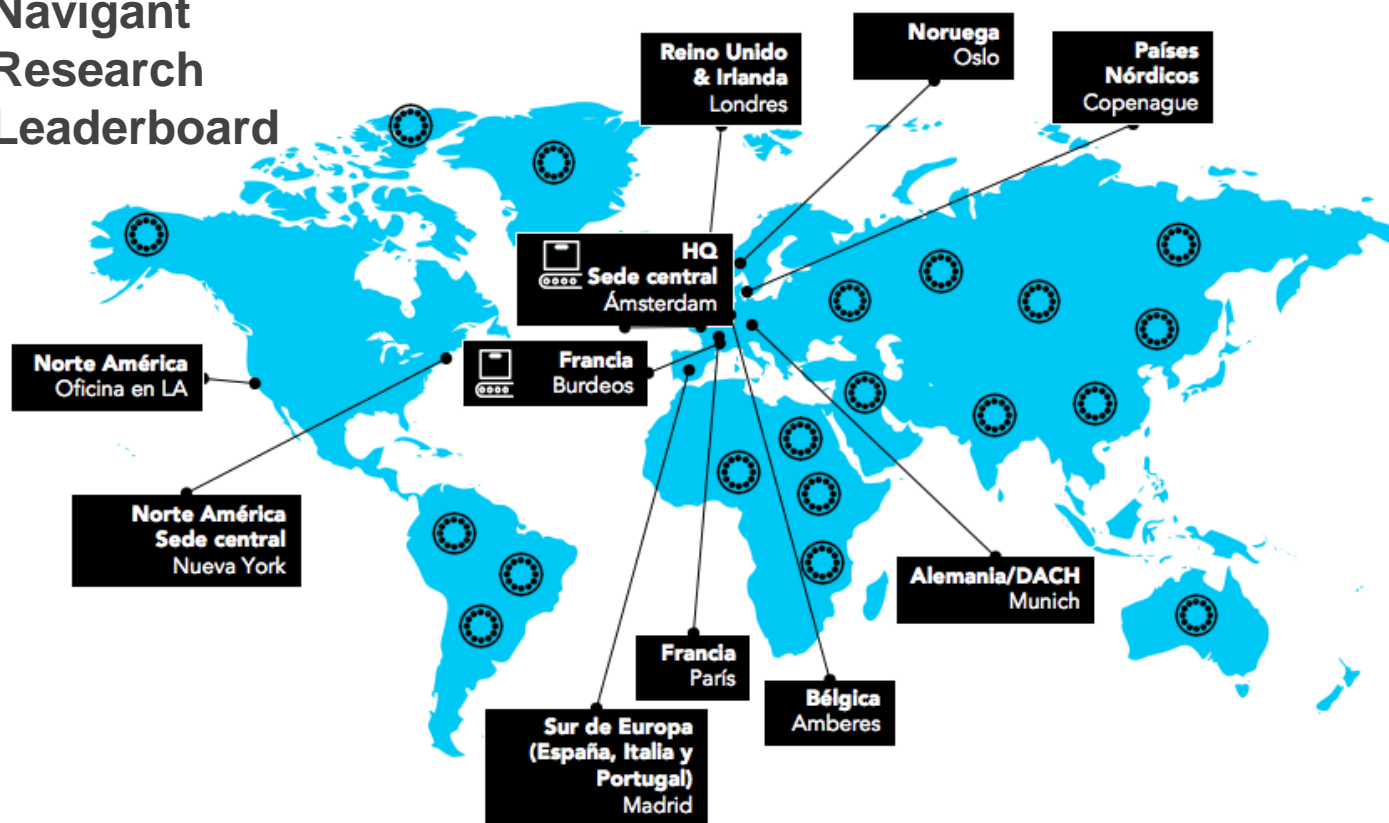 Navigant
Research
Leaderboard
Reino Unido
& Irlanda
Londres
Noruega
Oslo
Países
Nórdicos
Copenague
HQ
Sede central
Ámsterdam
Norte América
Oficina en LA
Francia
Burdeos
Norte América
Sede central
Nueva York
Alemania/DACH
Munich
Francia
París
Bélgica
Amberes
Sur de Europa
(España, Italia y
Portugal)
Madrid